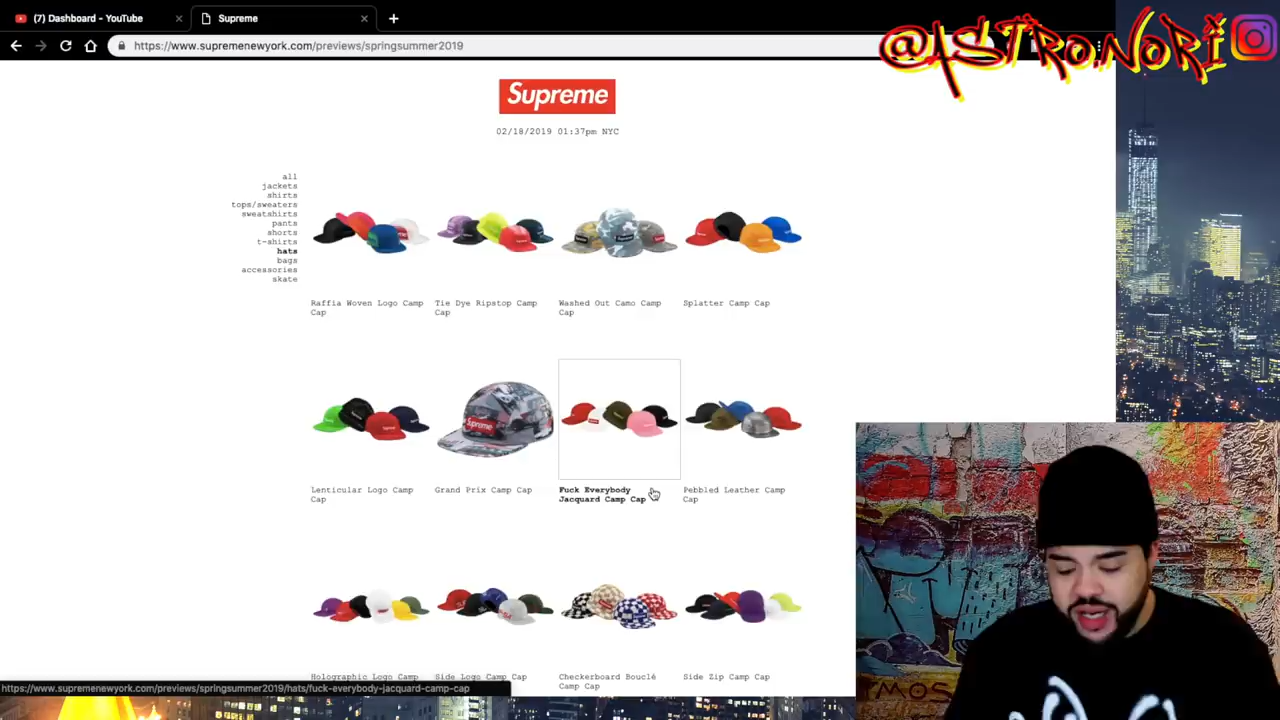 (7) Dashboard - YouTube
Supreme
https://www.supremenewyork.com/previews/springsummer2019
@ASTRO.NORI
Supreme
02/18/2019 01:37pm NYC
all
jackets
shirts
tops/sweaters
sweatshirts
pants
shorts
t-shirts
hats
bags
accessories
skate
Raffia Woven Logo Camp
Cap
Tie Dye Ripstop Camp
Cap
Washed Out Camo Camp
Cap
Splatter Camp Cap
Lenticular Logo Camp
Cap
Grand Prix Camp Cap
Fuck Everybody
Jacquard Camp Cap
Pebbled Leather Camp
Cap
Holographic Logo Camp
Side Logo Camp Cap
Checkerboard Bouclé
Camp Cap
Side Zip Camp Cap
https://www.supremenewyork.com/previews/springsummer2019/hats/fuck-everybody-jacquard-camp-cap